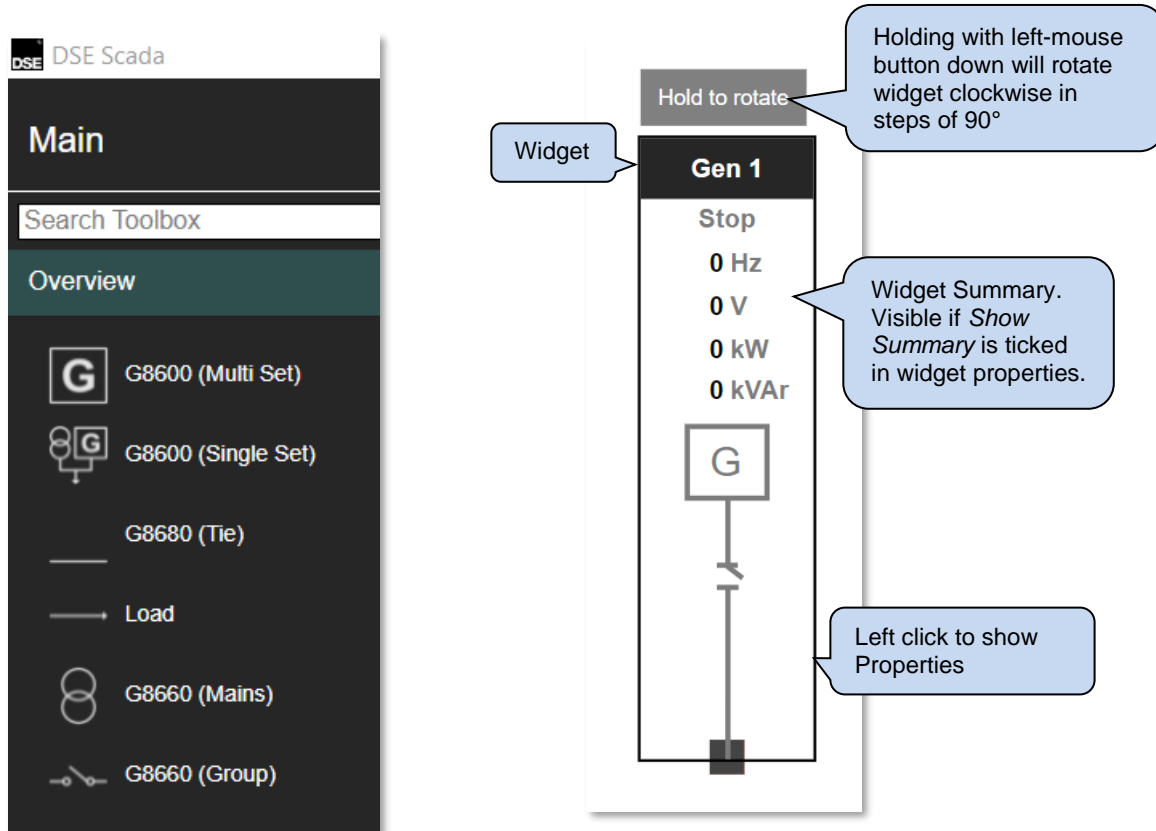 DSE DSE Scada
Main
Search Toolbox
Overview
G G8600 (Multi Set)
G G8600 (Single Set)
G8680 (Tie)
Load
G8660 (Mains)
G8660 (Group)
Holding with left-mouse
button down will rotate
widget clockwise in
steps of 90°
Hold to rotate
Widget
Gen 1
Stop
0 Hz
0 V
0 kW
0 kVAr
Widget Summary.
Visible if Show
Summary is ticked
in widget properties.
G
Left click to show
Properties